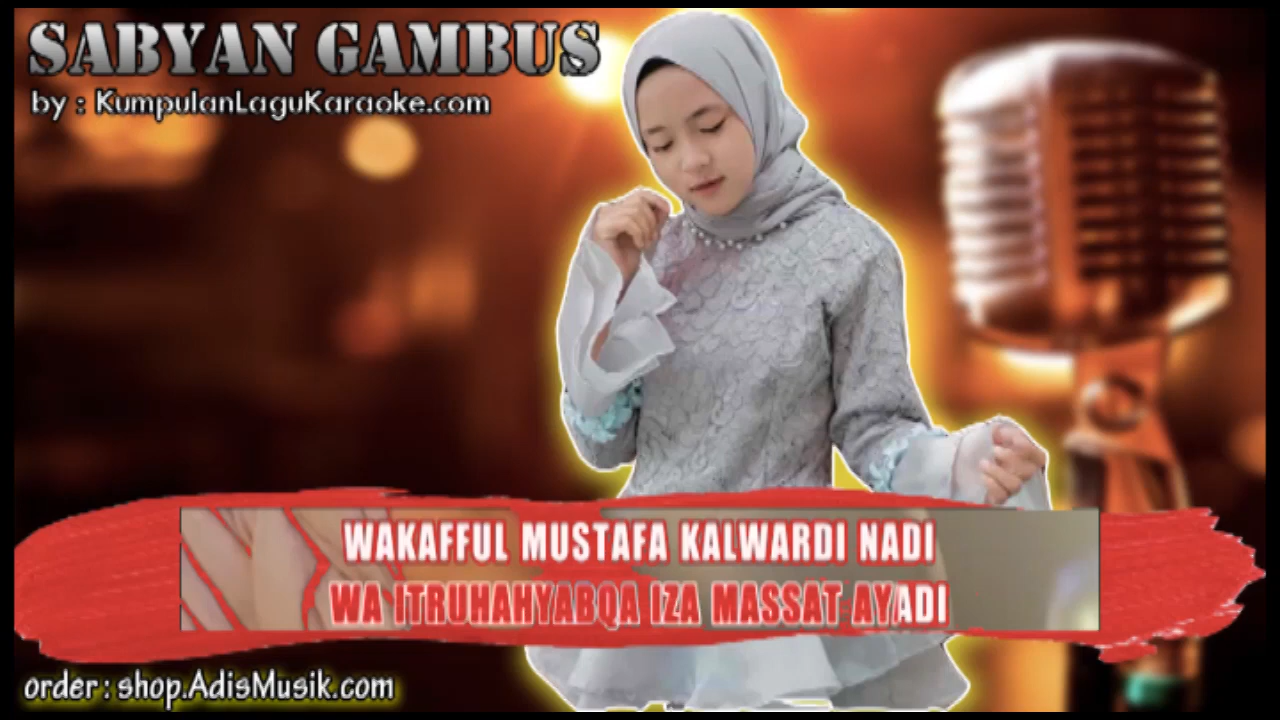 SABYAN GAMBUS
by : KumpulanLaguKaraoke.com
WAKAFFUL MUSTAFA KALWARDI NADI
WA ITRUHAHYABQA IZA MASSAT AYADI
order : shop.AdisMusik.com